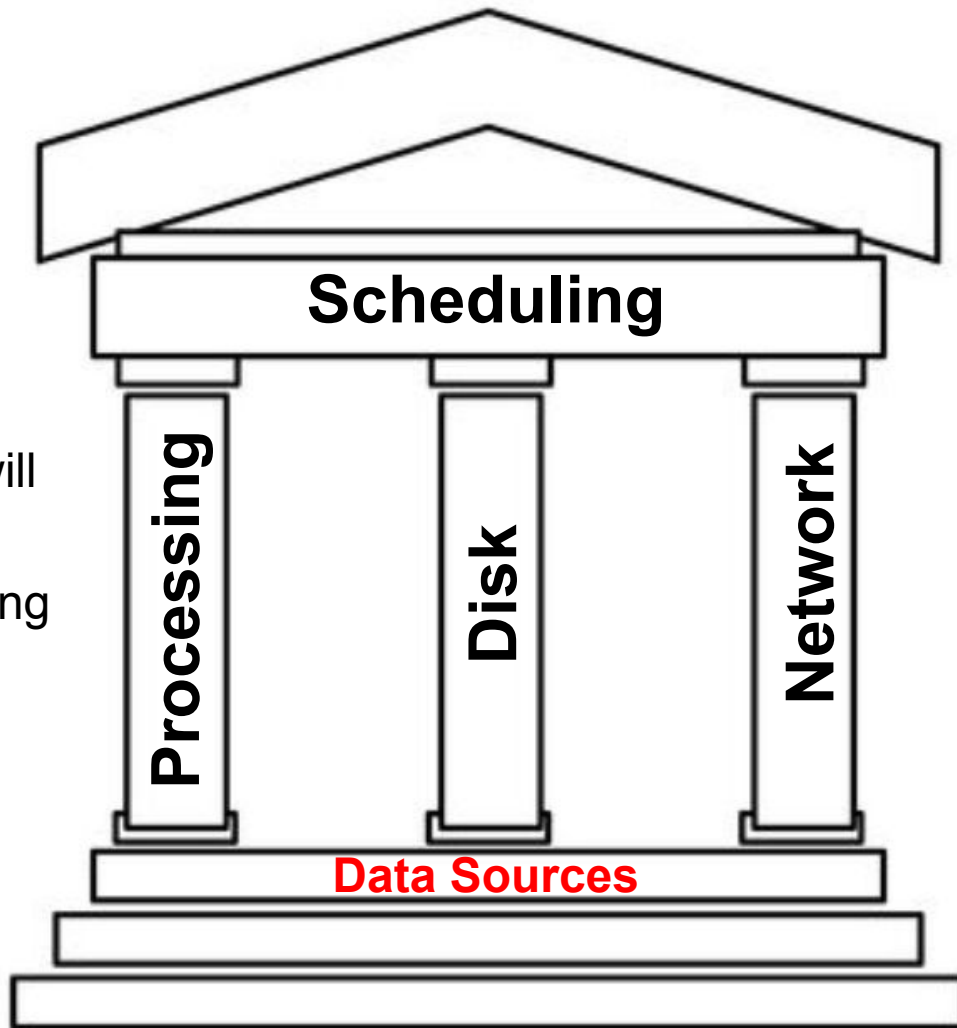 Scheduling
Processing
Disk
Network
Data Sources